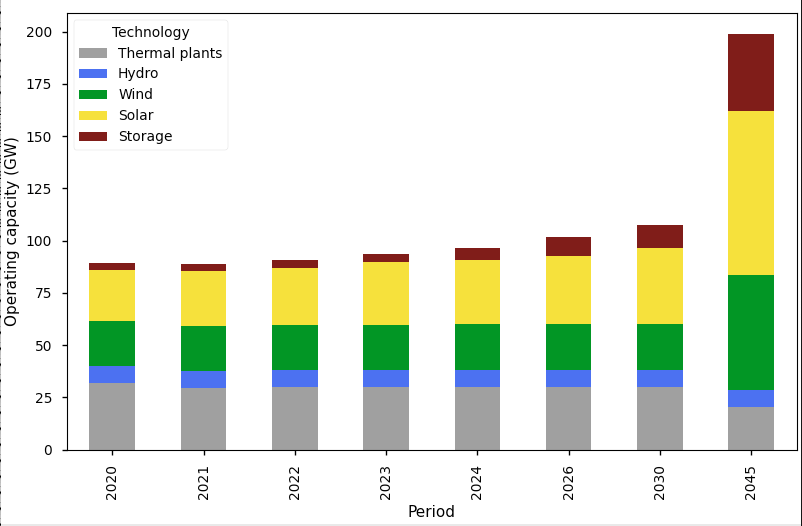 200
175
150
125
100
75
50
25
0
Operating capacity (GW)
Technology
Thermal plants
Hydro
Wind
Solar
Storage
2020
2021
2022
2023
2024
2026
2030
2045
Period